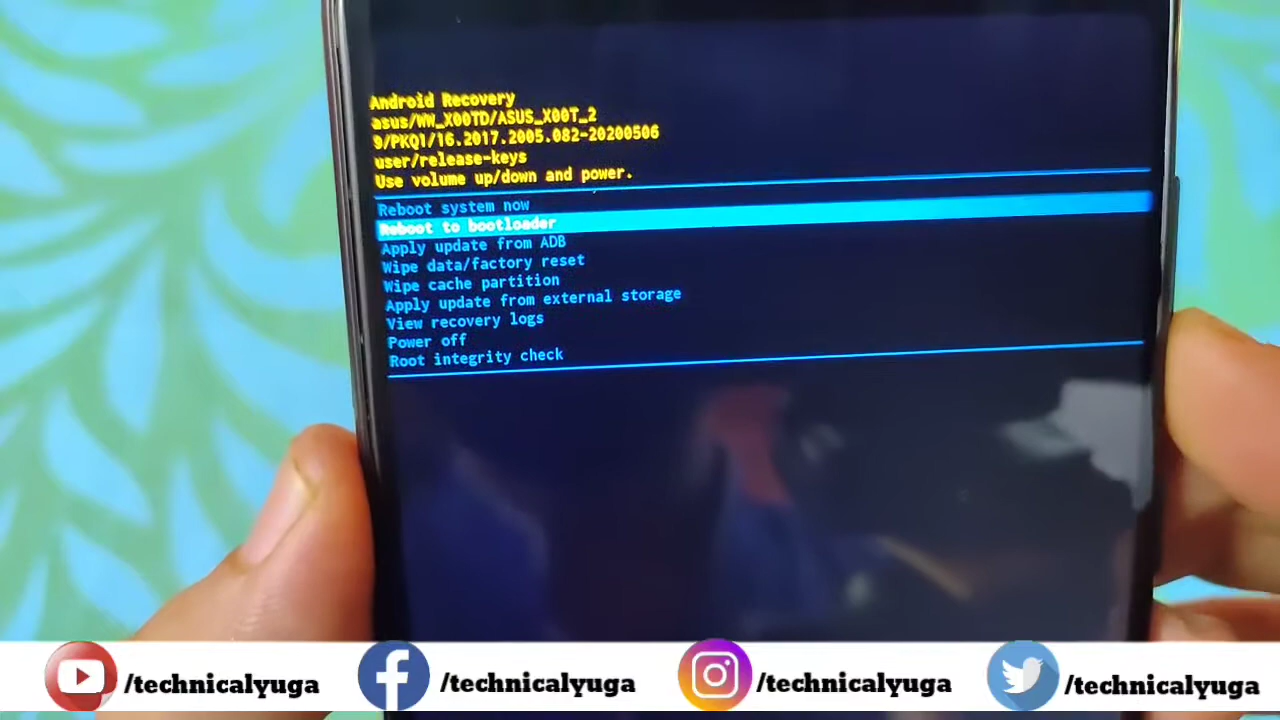 Android Recovery
asus/WW_X00TD/ASUS_X00T_2
9/PKQ1/16.2017.2005.082-20200506
user/release-keys
Use volume up/down and power.
Reboot system now
Reboot to bootloader
Apply update from ADB
Wipe data/factory reset
Wipe cache partition
Apply update from external storage
View recovery logs
Power off
Root integrity check
/technicalyuga /technicalyuga /technicalyuga /technicalyuga